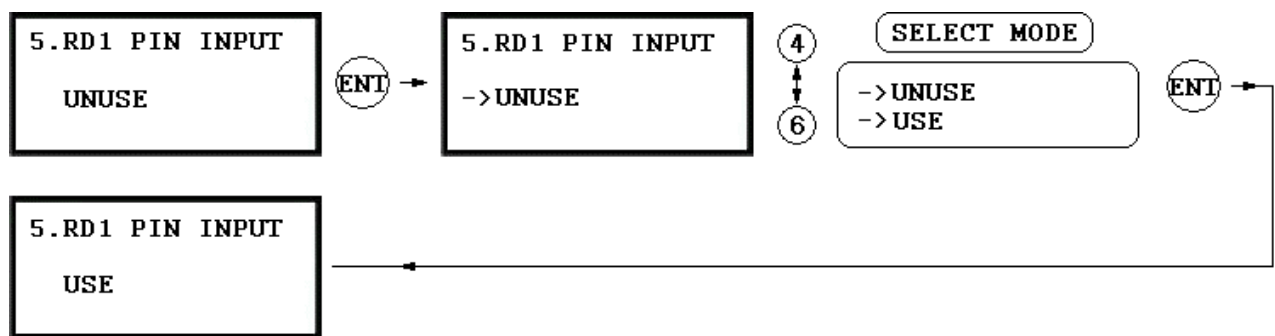 5.RD1 PIN INPUT
UNUSE
ENT
5.RD1 PIN INPUT
->UNUSE
4
6
SELECT MODE
->UNUSE
->USE
ENT
5.RD1 PIN INPUT
USE